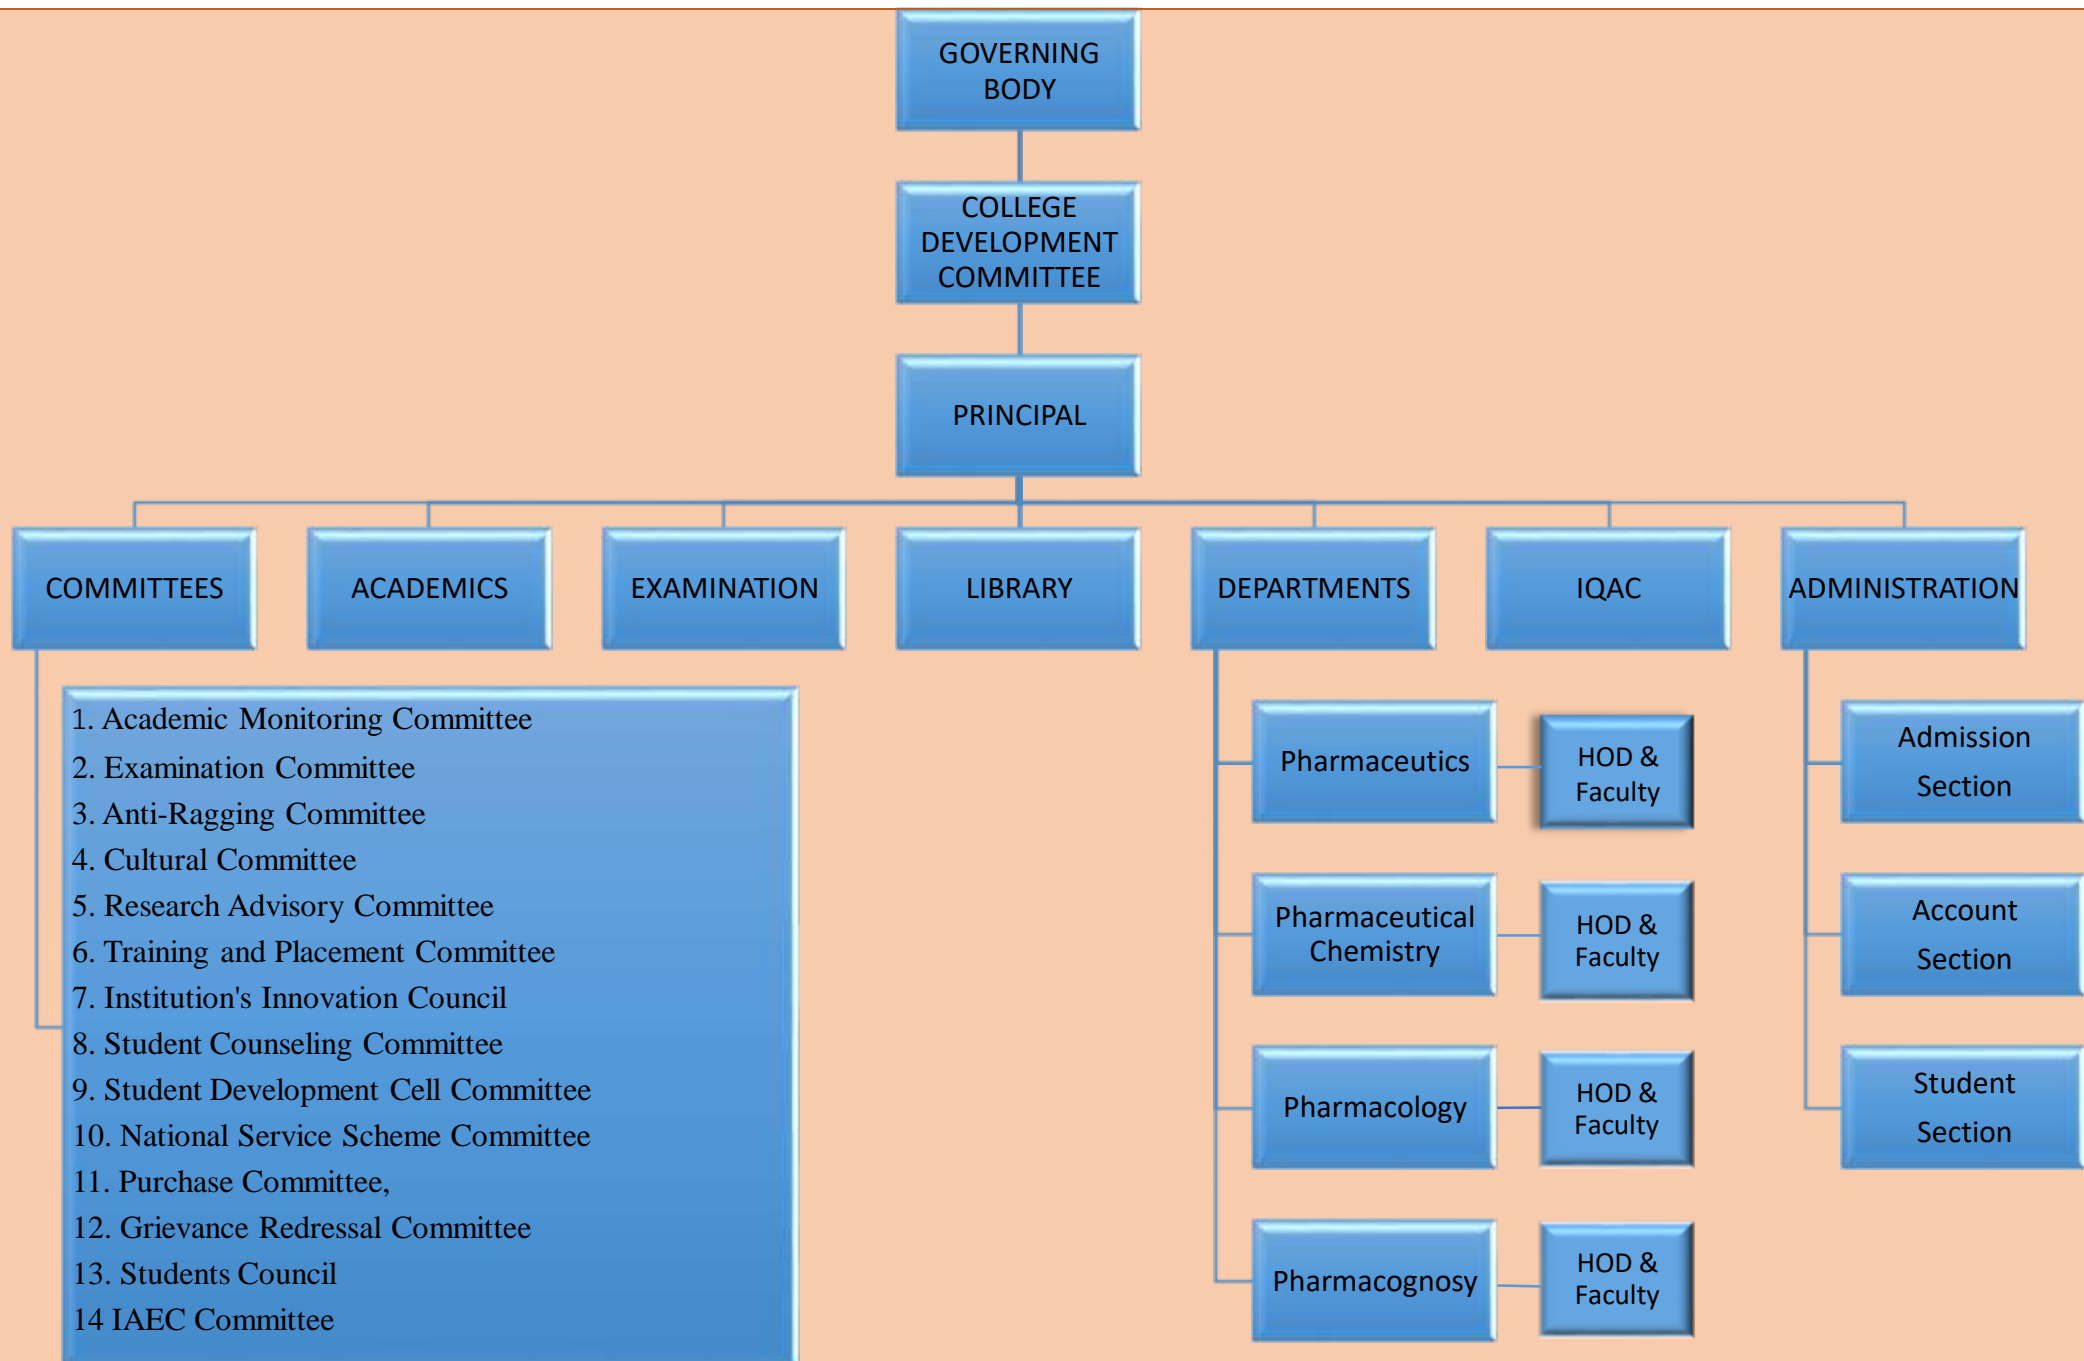 GOVERNING
BODY
COLLEGE
DEVELOPMENT
COMMITTEE
PRINCIPAL
COMMITTEES
ACADEMICS
EXAMINATION
LIBRARY
DEPARTMENTS
IQAC
ADMINISTRATION
1. Academic Monitoring Committee
2. Examination Committee
3. Anti-Ragging Committee
4. Cultural Committee
5. Research Advisory Committee
6. Training and Placement Committee
7. Institution's Innovation Council
8. Student Counseling Committee
9. Student Development Cell Committee
10. National Service Scheme Committee
11. Purchase Committee,
12. Grievance Redressal Committee
13. Students Council
14 IAEC Committee
Pharmaceutics
HOD &
Faculty
Pharmaceutical
Chemistry
HOD &
Faculty
Pharmacology
HOD &
Faculty
Pharmacognosy
HOD &
Faculty
Admission
Section
Account
Section
Student
Section